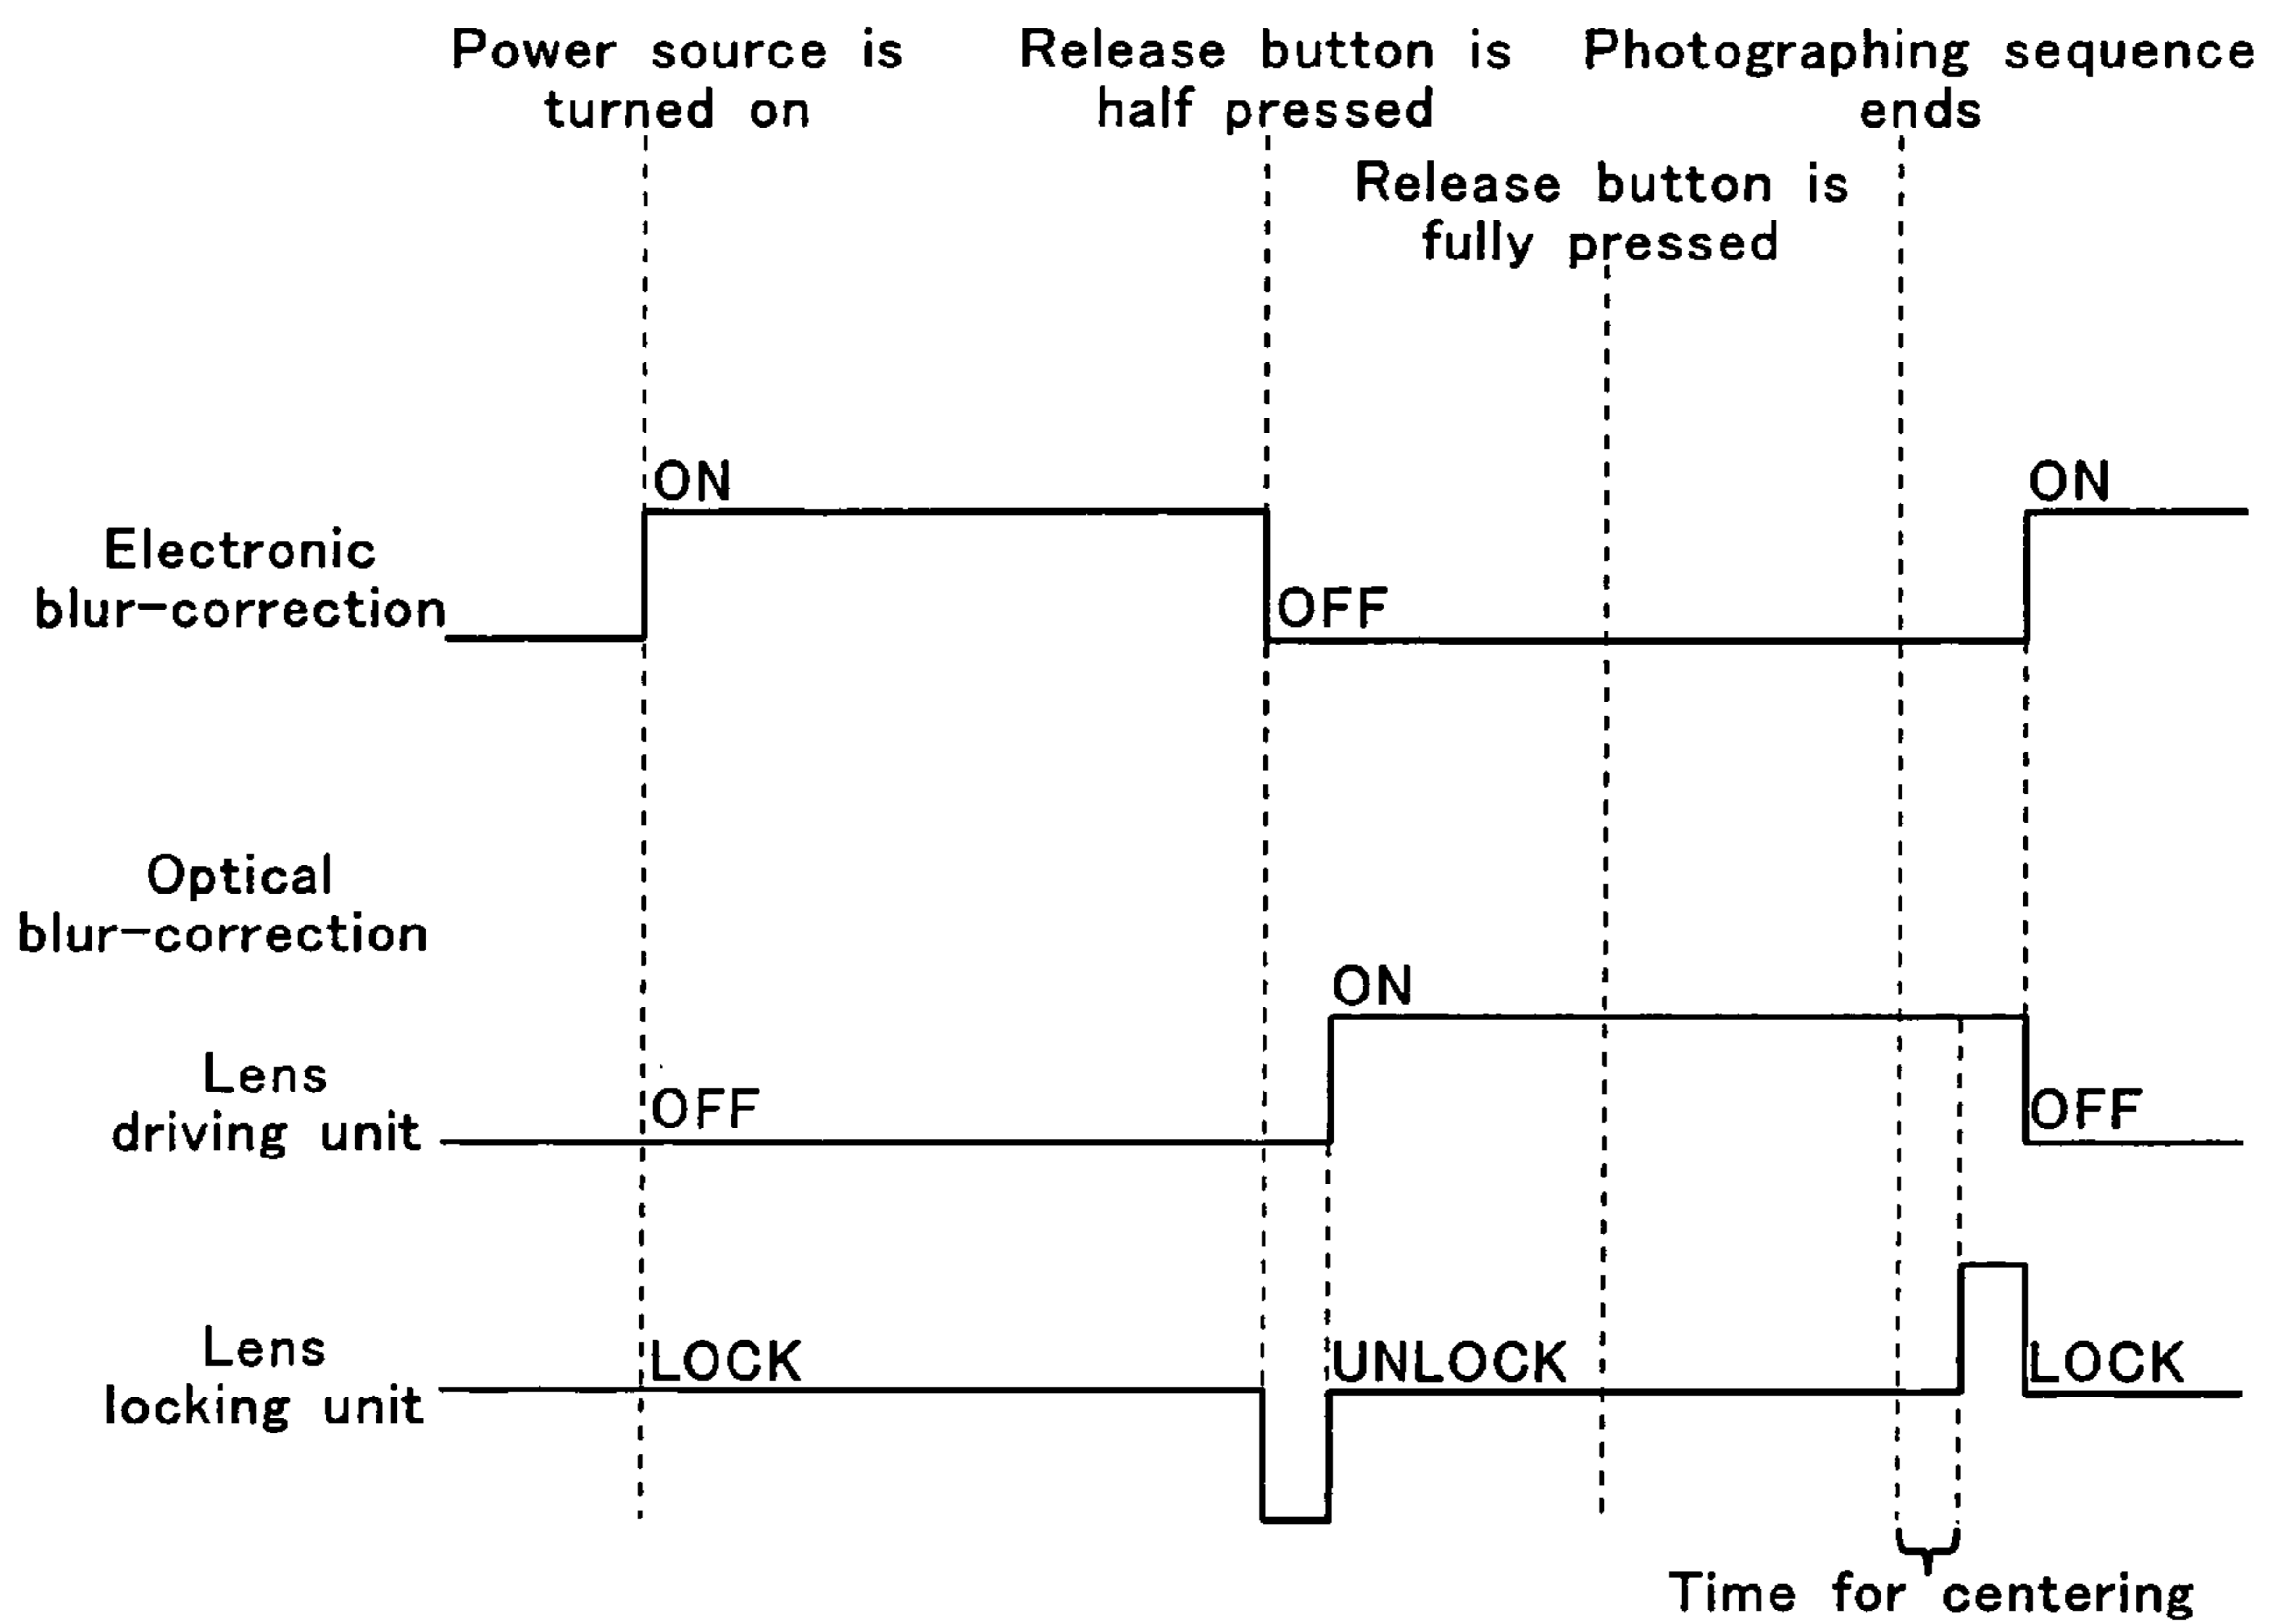 Power source is
turned on
Release button is
half pressed
Photographing sequence
ends
Release button is
fully pressed
ON
ON
Electronic
blur-correction
OFF
Optical
blur-correction
ON
Lens
driving unit
OFF
OFF
Lens
locking unit
LOCK
UNLOCK
LOCK
Time for centering